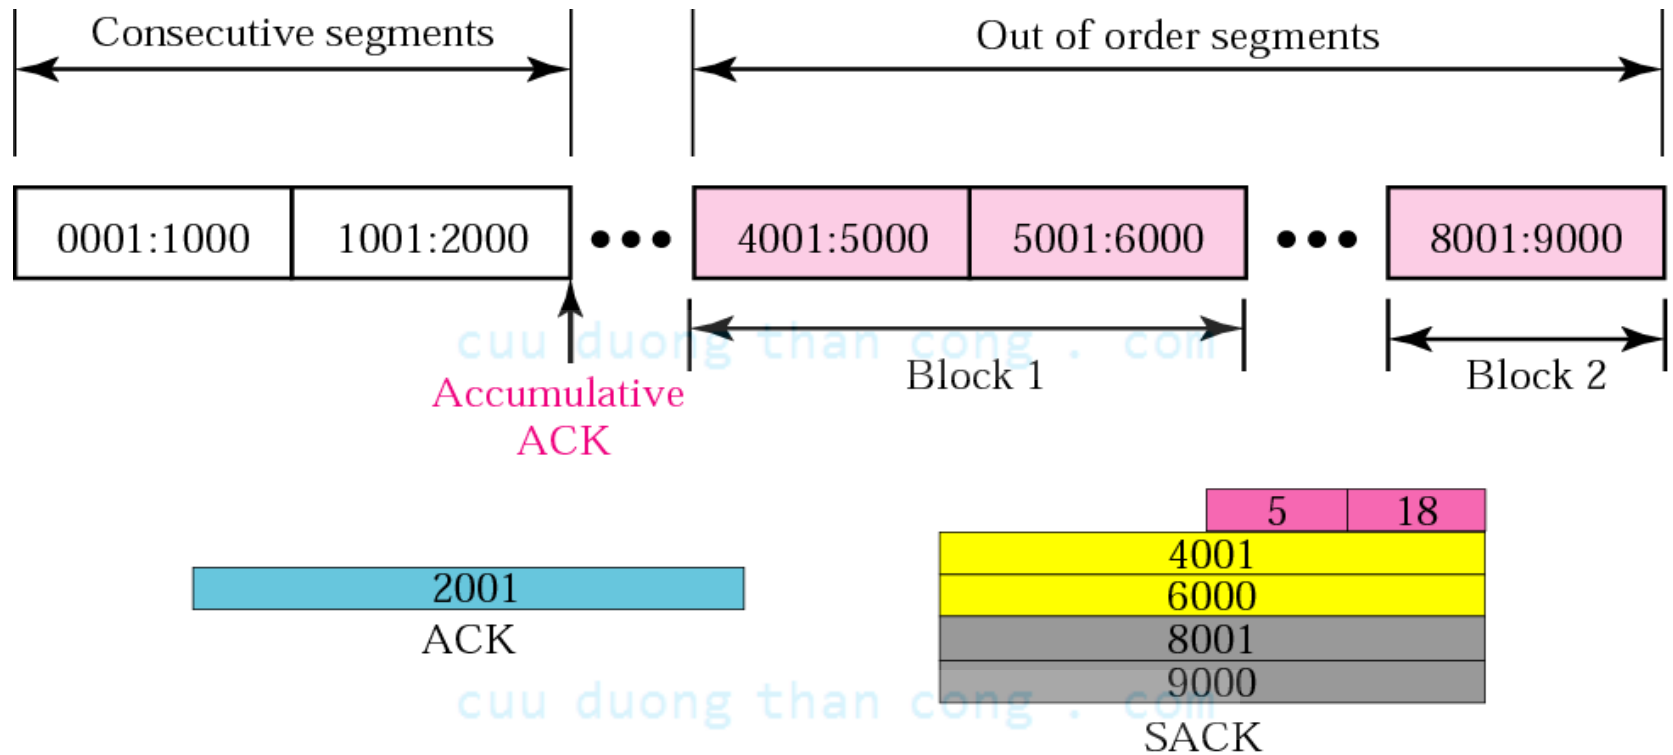 Consecutive segments
Out of order segments
0001:1000 1001:2000 ••• 4001:5000 5001:6000 ••• 8001:9000
cuu duong than cong . com
Block 1
Block 2
Accumulative
ACK
5 18
4001
2001
6000
ACK
8001
9000
cuu duong than cong . com
SACK